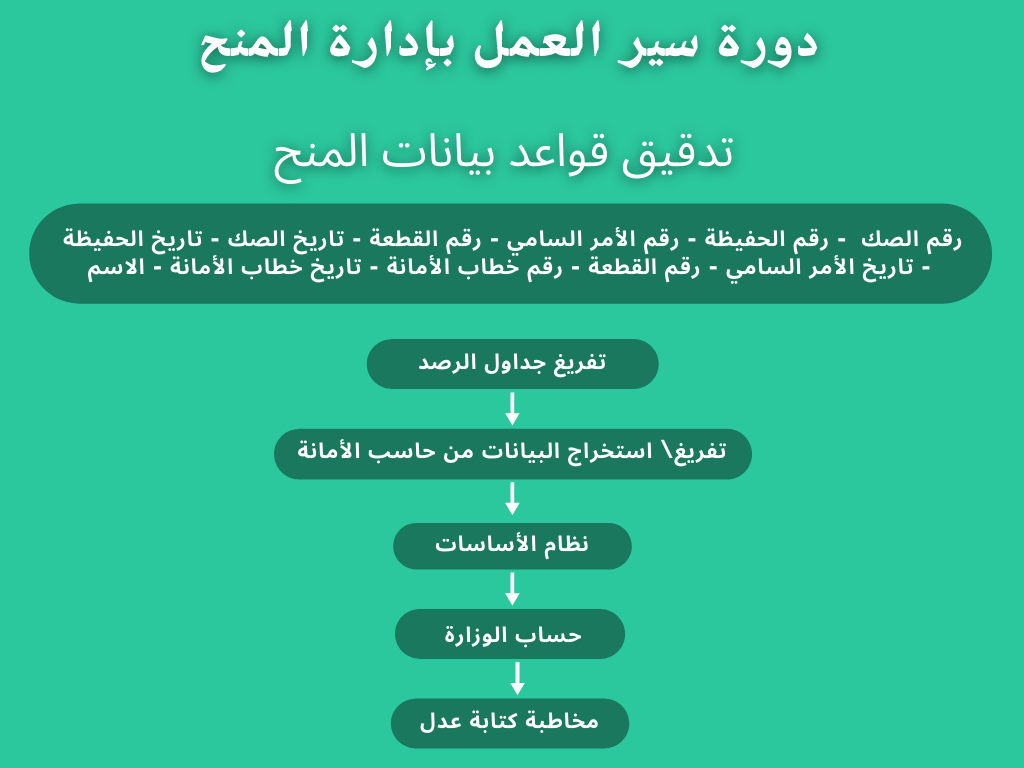 دورة سير العمل بإدارة المنح
تدقيق قواعد بيانات المنح
رقم الصك - رقم الحفيظة - رقم الأمر السامي - رقم القطعة - تاريخ الصك - تاريخ الحفيظة
- تاريخ الأمر السامي - رقم القطعة - رقم خطاب الأمانة - تاريخ خطاب الأمانة - الاسم
تفريغ جداول الرصد
تفريغ\ استخراج البيانات من حاسب الأمانة
نظام الأساسات
حساب الوزارة
مخاطبة كتابة عدل